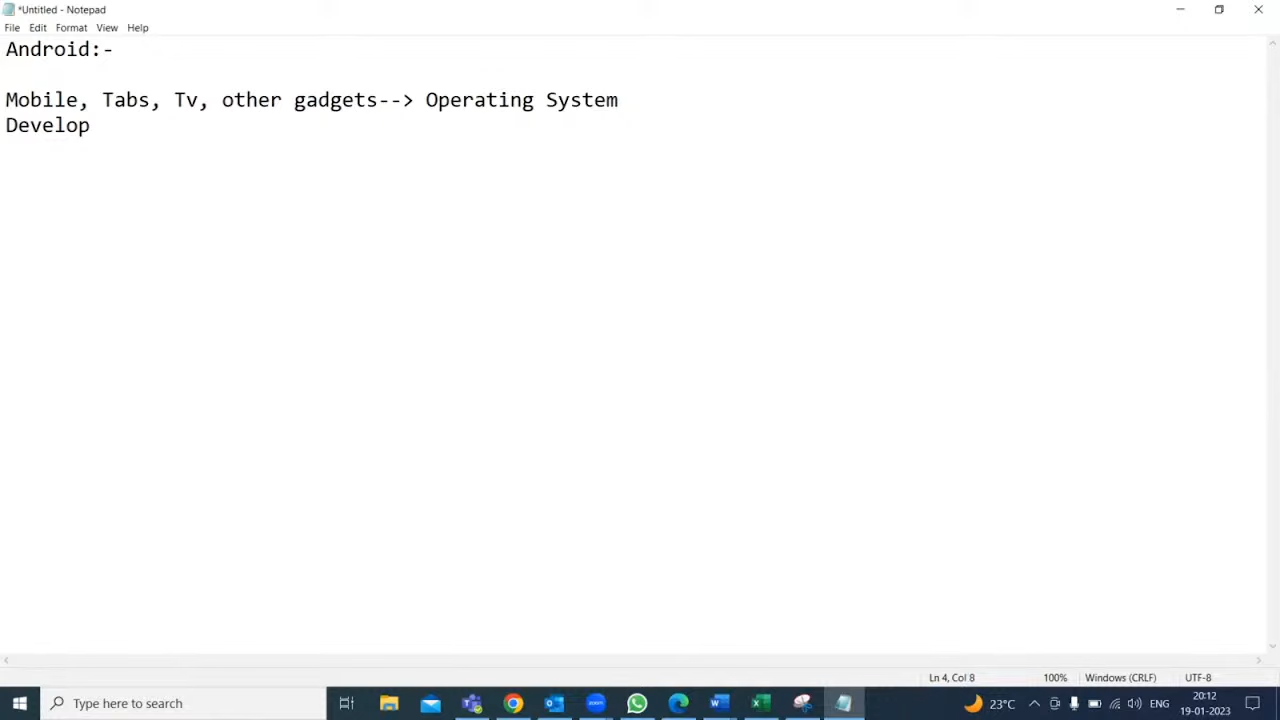 *Untitled - Notepad
File Edit Format View Help
Android:-
Mobile, Tabs, Tv, other gadgets--> Operating System
Develop
Ln 4, Col 8 100% Windows (CRLF) UTF-8
Type here to search
zoom
23°C
ENG
20:12
19-01-2023